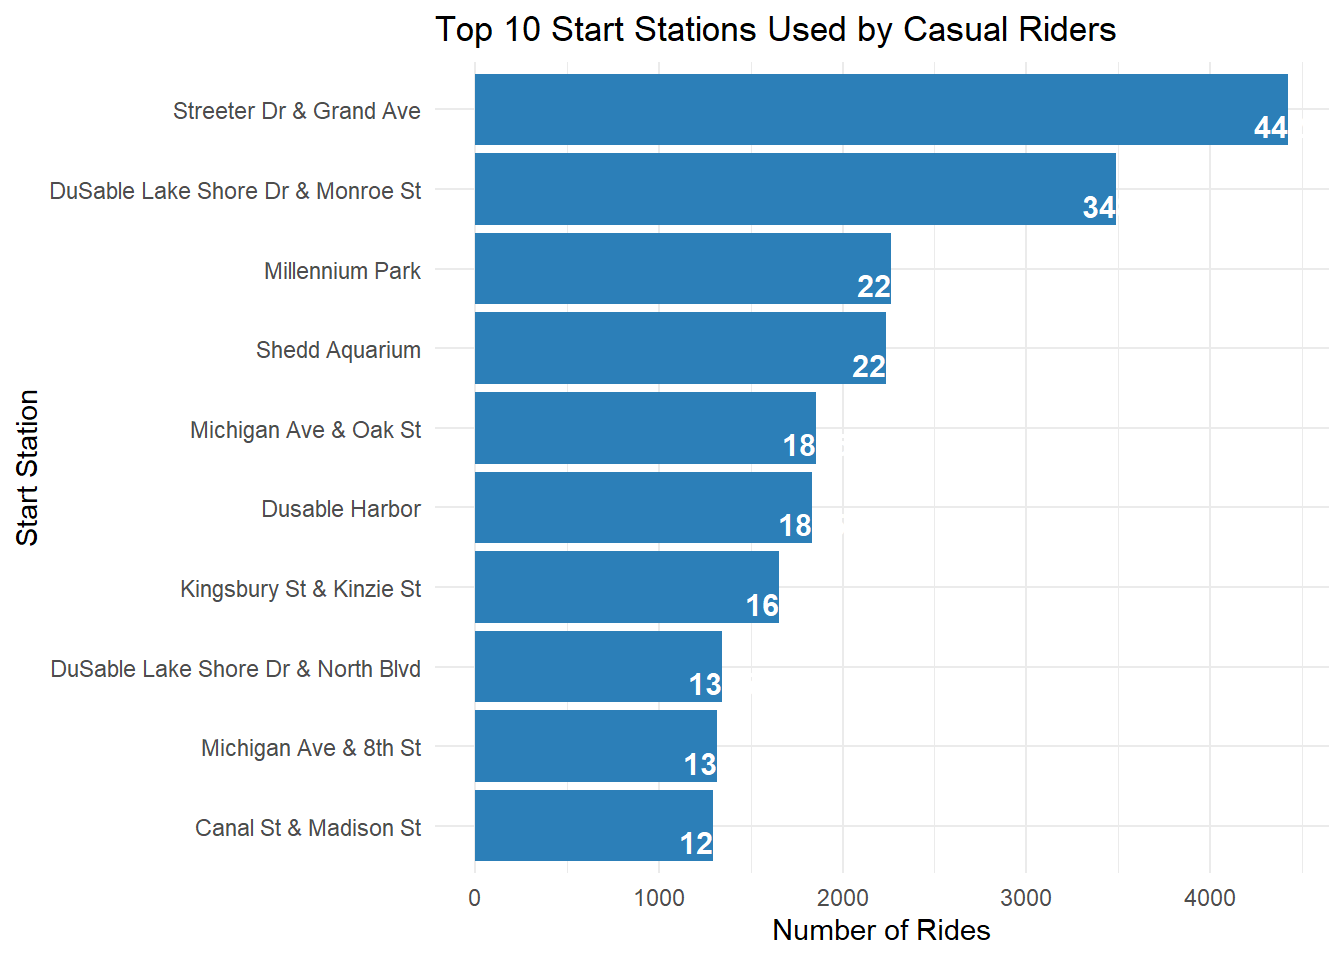 Top 10 Start Stations Used by Casual Riders
Streeter Dr & Grand Ave
44
DuSable Lake Shore Dr & Monroe St
34
Millennium Park
22
Shedd Aquarium
22
Michigan Ave & Oak St
18
Dusable Harbor
18
Kingsbury St & Kinzie St
16
DuSable Lake Shore Dr & North Blvd
13
Michigan Ave & 8th St
13
Canal St & Madison St
12
0 1000 2000 3000 4000
Number of Rides
Start Station